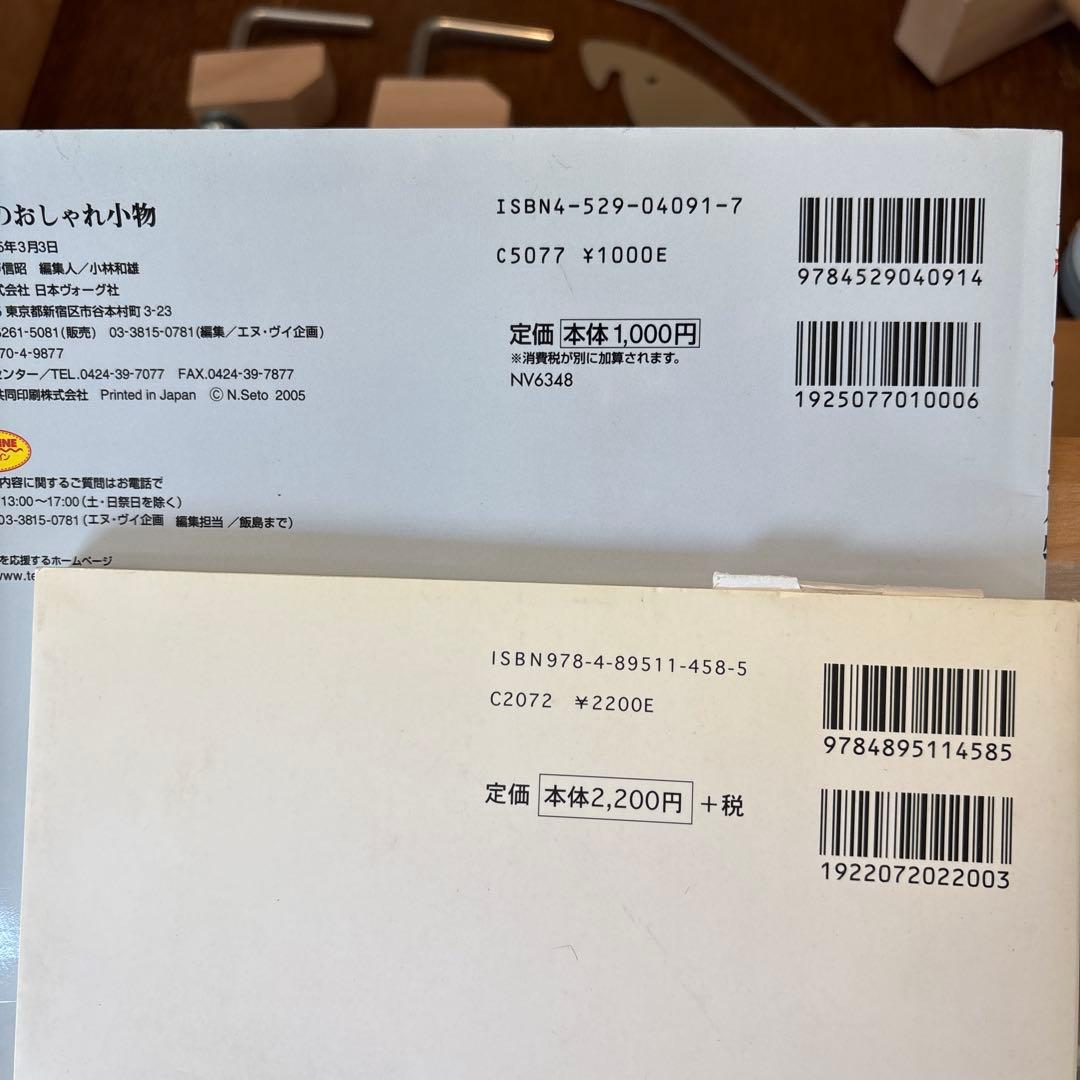 のおしゃれ小物
5年3月3日
信昭　編集人／小林和雄
式会社 日本ヴォーグ社
東京都新宿区市谷本村町3-23
5261-5081(販売)　03-3815-0781(編集／エヌ・ヴイ企画)
70-4-9877
センター／TEL.0424-39-7077　FAX.0424-39-7877
共同印刷株式会社　Printed in Japan　© N.Seto 2005
INE
イン
内容に関するご質問はお電話で
13:00〜17:00(土・日祭日を除く)
03-3815-0781(エヌ・ヴイ企画　編集担当／飯島まで)
を応援するホームページ
www.te
ISBN4-529-04091-7
C5077 ¥1000E
定価 本体1,000円
※消費税が別に加算されます。
NV6348
9784529040914
1925077010006
ISBN978-4-89511-458-5
C2072 ¥2200E
定価 本体2,200円 +税
9784895114585
1922072022003